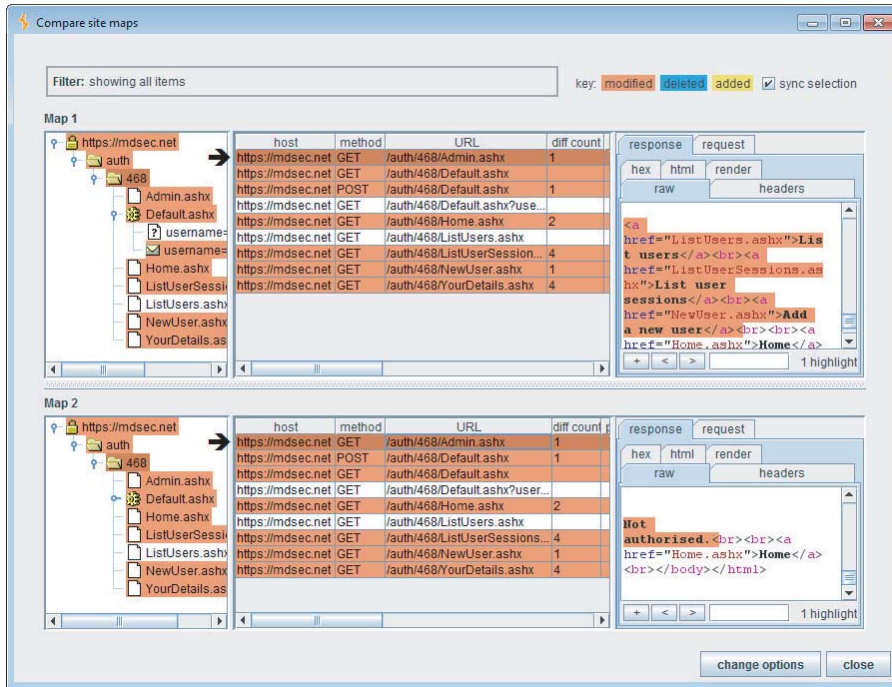 Compare site maps
Filter: showing all items
key: modified deleted added sync selection
Map 1
https://mdsec.net
auth
468
Admin.ashx
Default.ashx
username=
username=
Home.ashx
ListUserSessi
ListUsers.ashx
NewUser.ashx
YourDetails.as
host method URL diff count
https://mdsec.net GET /auth/468/Admin.ashx 1
https://mdsec.net GET /auth/468/Default.ashx
https://mdsec.net POST /auth/468/Default.ashx 1
https://mdsec.net GET /auth/468/Default.ashx?use...
https://mdsec.net GET /auth/468/Home.ashx 2
https://mdsec.net GET /auth/468/ListUsers.ashx
https://mdsec.net GET /auth/468/ListUserSession... 4
https://mdsec.net GET /auth/468/NewUser.ashx 1
https://mdsec.net GET /auth/468/YourDetails.ashx 4
response request
hex html render
raw headers
<a
href="ListUsers.ashx">Lis
t users</a><br><a
href="ListUserSessions.as
hx">List user
sessions</a><br><a
href="NewUser.ashx">Add
a new user</a><br><br><a
href="Home.ashx">Home</a>
+ < > 1 highlight
Map 2
https://mdsec.net
auth
468
Admin.ashx
Default.ashx
Home.ashx
ListUserSessi
ListUsers.ashx
NewUser.ashx
YourDetails.as
host method URL diff count p
https://mdsec.net GET /auth/468/Admin.ashx 1
https://mdsec.net POST /auth/468/Default.ashx 1
https://mdsec.net GET /auth/468/Default.ashx
https://mdsec.net GET /auth/468/Default.ashx?user...
https://mdsec.net GET /auth/468/Home.ashx 2
https://mdsec.net GET /auth/468/ListUsers.ashx
https://mdsec.net GET /auth/468/ListUserSessions... 4
https://mdsec.net GET /auth/468/NewUser.ashx 1
https://mdsec.net GET /auth/468/YourDetails.ashx 4
response request
hex html render
raw headers
Not
authorised.<br><br><a
href="Home.ashx">Home</a>
<br></body></html>
+ < > 1 highlight
change options close